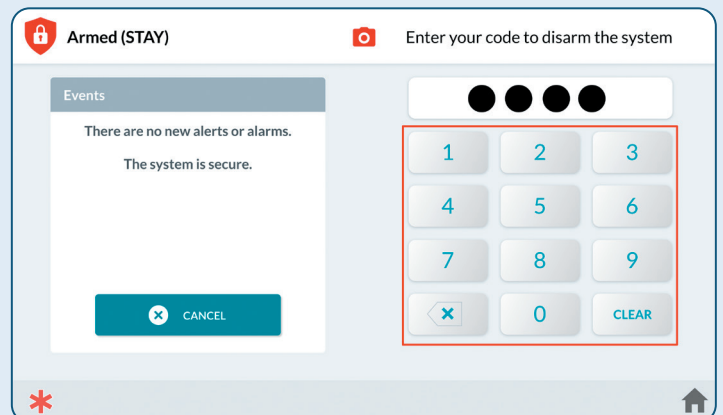 Armed (STAY)
Enter your code to disarm the system
Events
There are no new alerts or alarms.
The system is secure.
CANCEL
1 2 3
4 5 6
7 8 9
0 CLEAR